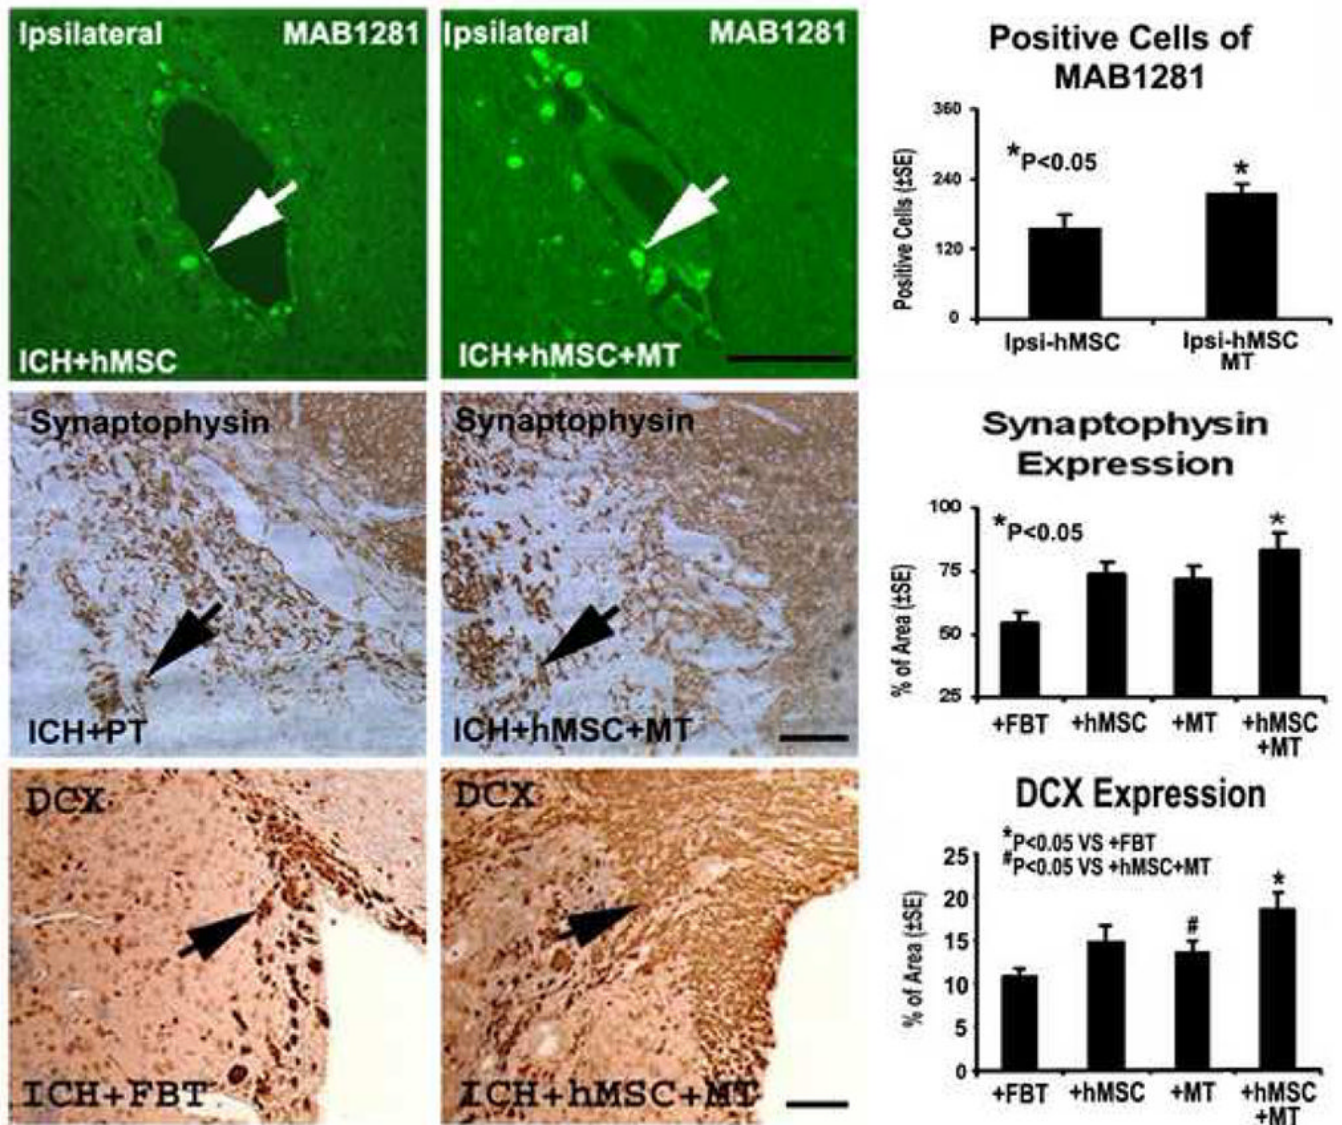 Ipsilateral MAB1281
ICH+hMSC
Ipsilateral MAB1281
ICH+hMSC+MT
Positive Cells of
MAB1281
Positive Cells (±SE)
360
240
120
0
*P<0.05
*
Ipsi-hMSC
Ipsi-hMSC
MT
Synaptophysin
ICH+PT
Synaptophysin
ICH+hMSC+MT
Synaptophysin
Expression
% of Area (±SE)
100
75
50
25
*P<0.05
*
+FBT
+hMSC
+MT
+hMSC
+MT
DCX
ICH+FBT
DCX
ICH+hMSC+MT
DCX Expression
*P<0.05 VS +FBT
#P<0.05 VS +hMSC+MT
% of Area (±SE)
25
20
15
10
5
0
#
*
+FBT
+hMSC
+MT
+hMSC
+MT